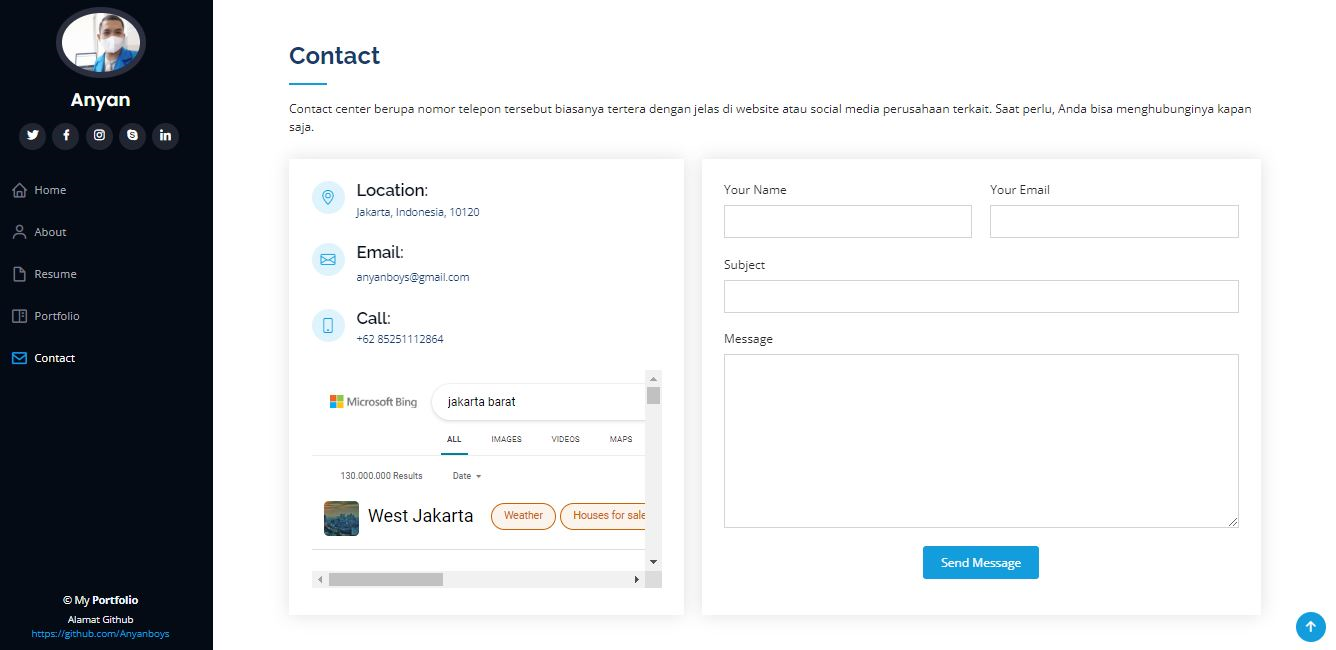 Anyan
Home
About
Resume
Portfolio
Contact
© My Portfolio
Alamat Github
https://github.com/Anyanboys
Contact
Contact center berupa nomor telepon tersebut biasanya tertera dengan jelas di website atau social media perusahaan terkait. Saat perlu, Anda bisa menghubunginya kapan
saja.
Location:
Jakarta, Indonesia, 10120
Email:
anyanboys@gmail.com
Call:
+62 85251112864
Microsoft Bing
jakarta barat
ALL IMAGES VIDEOS MAPS
130.000.000 Results Date
West Jakarta Weather Houses for sale
Your Name Your Email
Subject
Message
Send Message